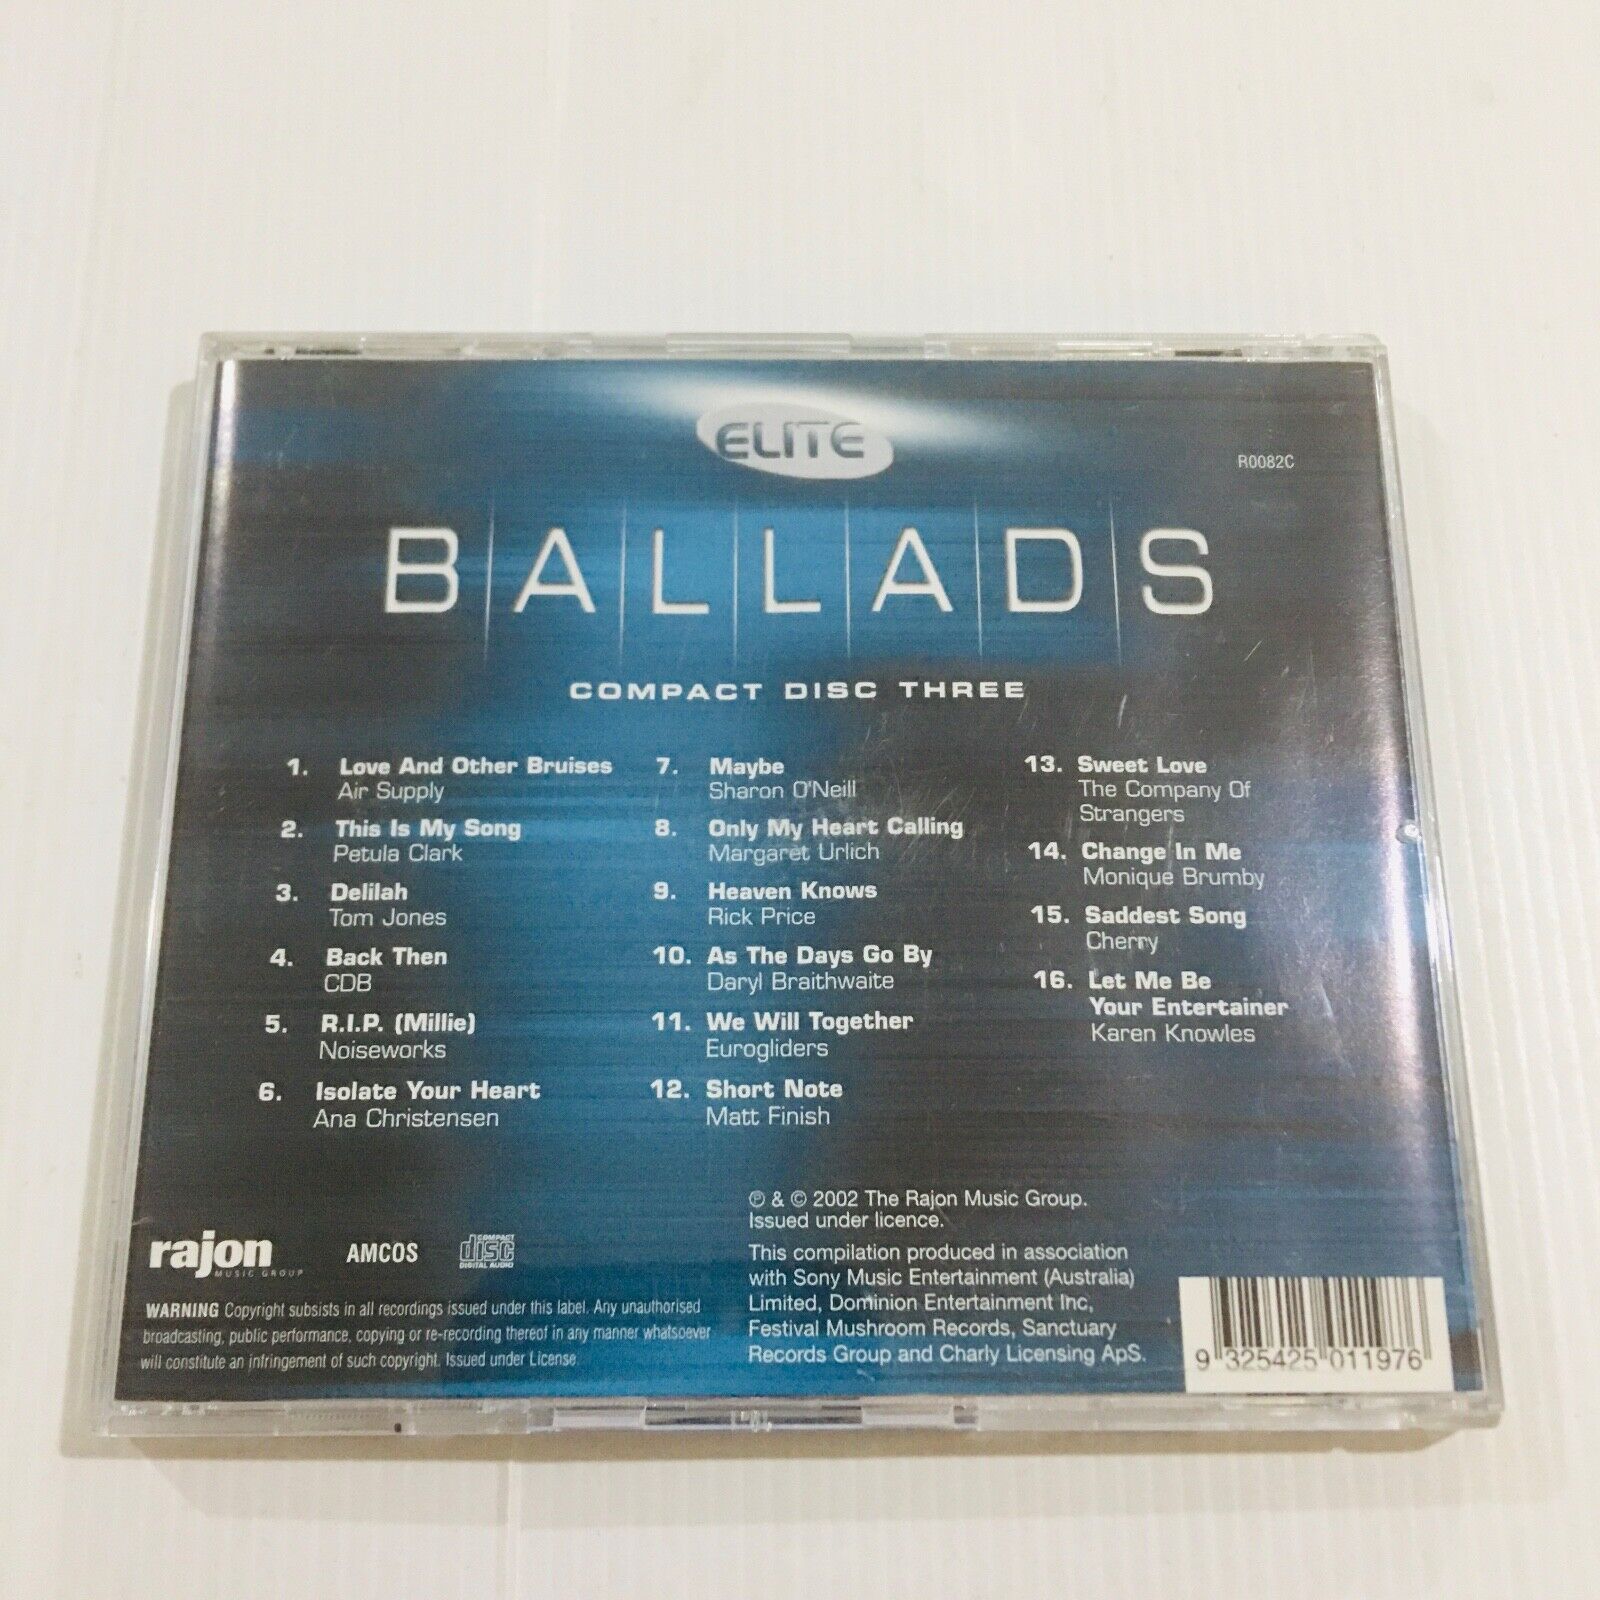 ELITE
R0082C
BALLADS
COMPACT DISC THREE
1. Love And Other Bruises
Air Supply
2. This Is My Song
Petula Clark
3. Delilah
Tom Jones
4. Back Then
CDB
5. R.I.P. (Millie)
Noiseworks
6. Isolate Your Heart
Ana Christensen
7. Maybe
Sharon O'Neill
8. Only My Heart Calling
Margaret Urlich
9. Heaven Knows
Rick Price
10. As The Days Go By
Daryl Braithwaite
11. We Will Together
Eurogliders
12. Short Note
Matt Finish
13. Sweet Love
The Company Of
Strangers
14. Change In Me
Monique Brumby
15. Saddest Song
Cherry
16. Let Me Be
Your Entertainer
Karen Knowles
rajon
MUSIC GROUP
AMCOS
COMPACT
disc
DIGITAL AUDIO
WARNING Copyright subsists in all recordings issued under this label. Any unauthorised
broadcasting, public performance, copying or re-recording thereof in any manner whatsoever
will constitute an infringement of such copyright. Issued under License.
℗ & © 2002 The Rajon Music Group.
Issued under licence.
This compilation produced in association
with Sony Music Entertainment (Australia)
Limited, Dominion Entertainment Inc,
Festival Mushroom Records, Sanctuary
Records Group and Charly Licensing ApS.
9 325425 011976